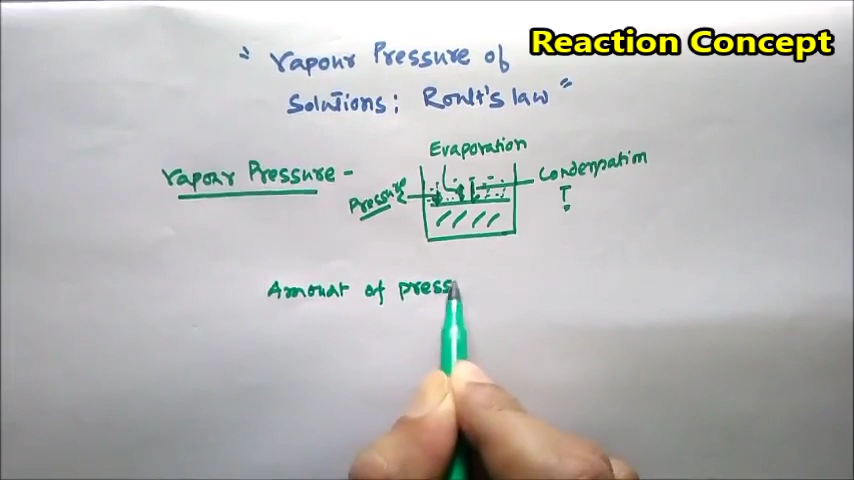 Reaction Concept
" Vapour Pressure of
Solutions: Roult's law "
Evaporation
Vapour Pressure -
Pressure
Condensation
T
Amount of press